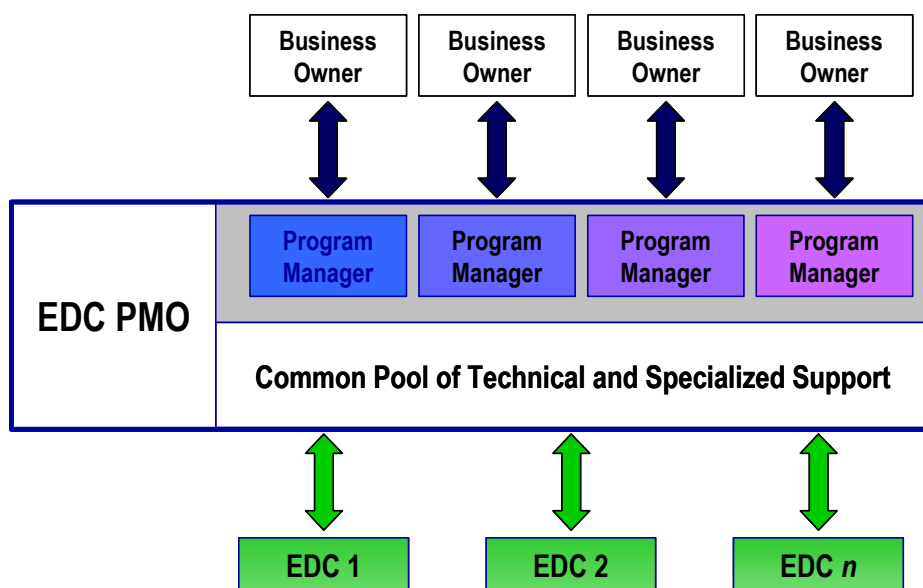 Business
Owner
Business
Owner
Business
Owner
Business
Owner
Program
Manager
Program
Manager
Program
Manager
Program
Manager
EDC PMO
Common Pool of Technical and Specialized Support
EDC 1
EDC 2
EDC n